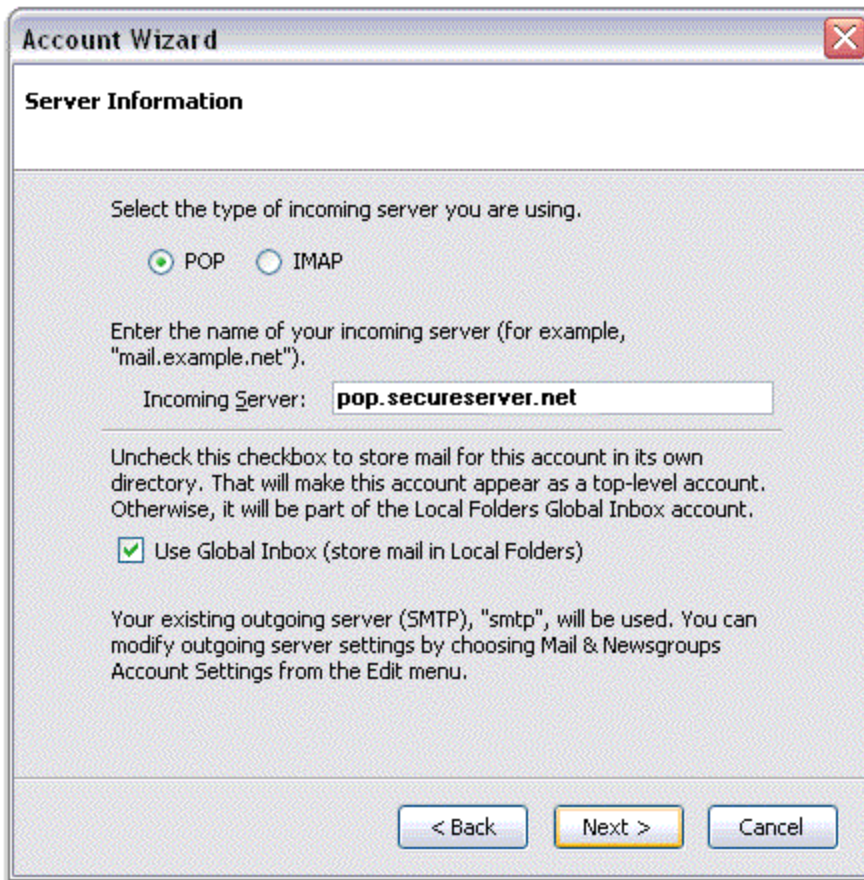 Account Wizard
Server Information
Select the type of incoming server you are using.
POP IMAP
Enter the name of your incoming server (for example,
"mail.example.net").
Incoming Server: pop.secureserver.net
Uncheck this checkbox to store mail for this account in its own
directory. That will make this account appear as a top-level account.
Otherwise, it will be part of the Local Folders Global Inbox account.
Use Global Inbox (store mail in Local Folders)
Your existing outgoing server (SMTP), "smtp", will be used. You can
modify outgoing server settings by choosing Mail & Newsgroups
Account Settings from the Edit menu.
< Back Next > Cancel